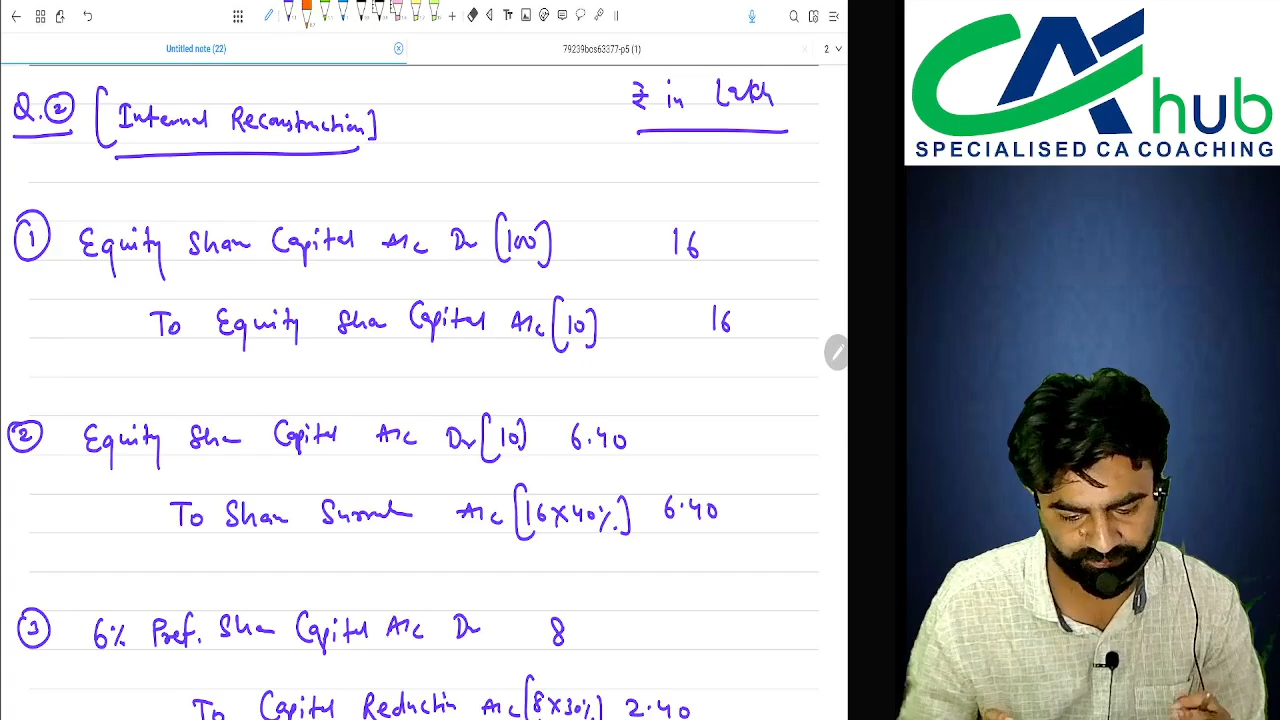 Untitled note (22)
79239bos63377-p5 (1)
2
Q.② [Internal Reconstruction]
₹ in Lakh
① Equity Share Capital A/c Dr [100] 16
To Equity Share Capital A/c [10] 16
② Equity Share Capital A/c Dr [10] 6.40
To Share Surrender A/c [16×40%] 6.40
③ 6% Pref. Share Capital A/c Dr 8
To Capital Reduction A/c [8×30%] 2.40
CA hub
SPECIALISED CA COACHING